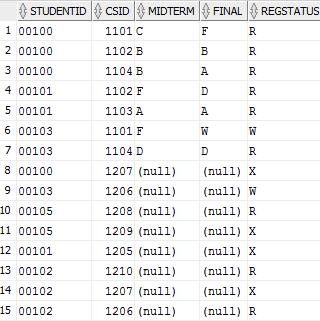 STUDENTID CSID MIDTERM FINAL REGSTATUS
1 00100 1101 C F R
2 00100 1102 B B R
3 00100 1104 B A R
4 00101 1102 F D R
5 00101 1103 A A R
6 00103 1101 F W W
7 00103 1104 D D R
8 00100 1207 (null) (null) X
9 00103 1206 (null) (null) W
10 00105 1208 (null) (null) R
11 00105 1209 (null) (null) X
12 00101 1205 (null) (null) X
13 00102 1210 (null) (null) R
14 00102 1207 (null) (null) X
15 00102 1206 (null) (null) R